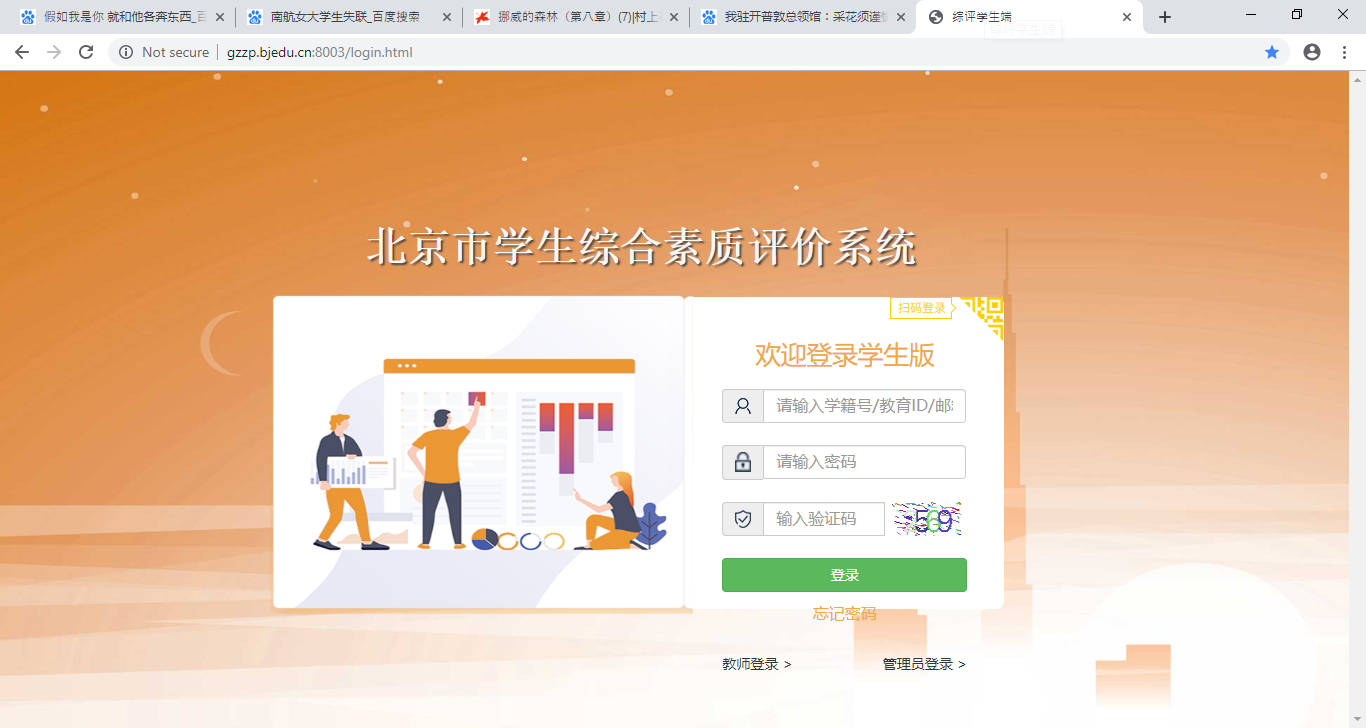 假如我是你 就和他各奔东西_百
南航女大学生失联_百度搜索
挪威的森林（第八章）(7)|村上
我驻开普敦总领馆：采花须谨
综评学生端
Not secure
gzzp.bjedu.cn:8003/login.html
北京市学生综合素质评价系统
扫码登录
欢迎登录学生版
请输入学籍号/教育ID/邮
请输入密码
输入验证码
569
登录
忘记密码
教师登录 >
管理员登录 >